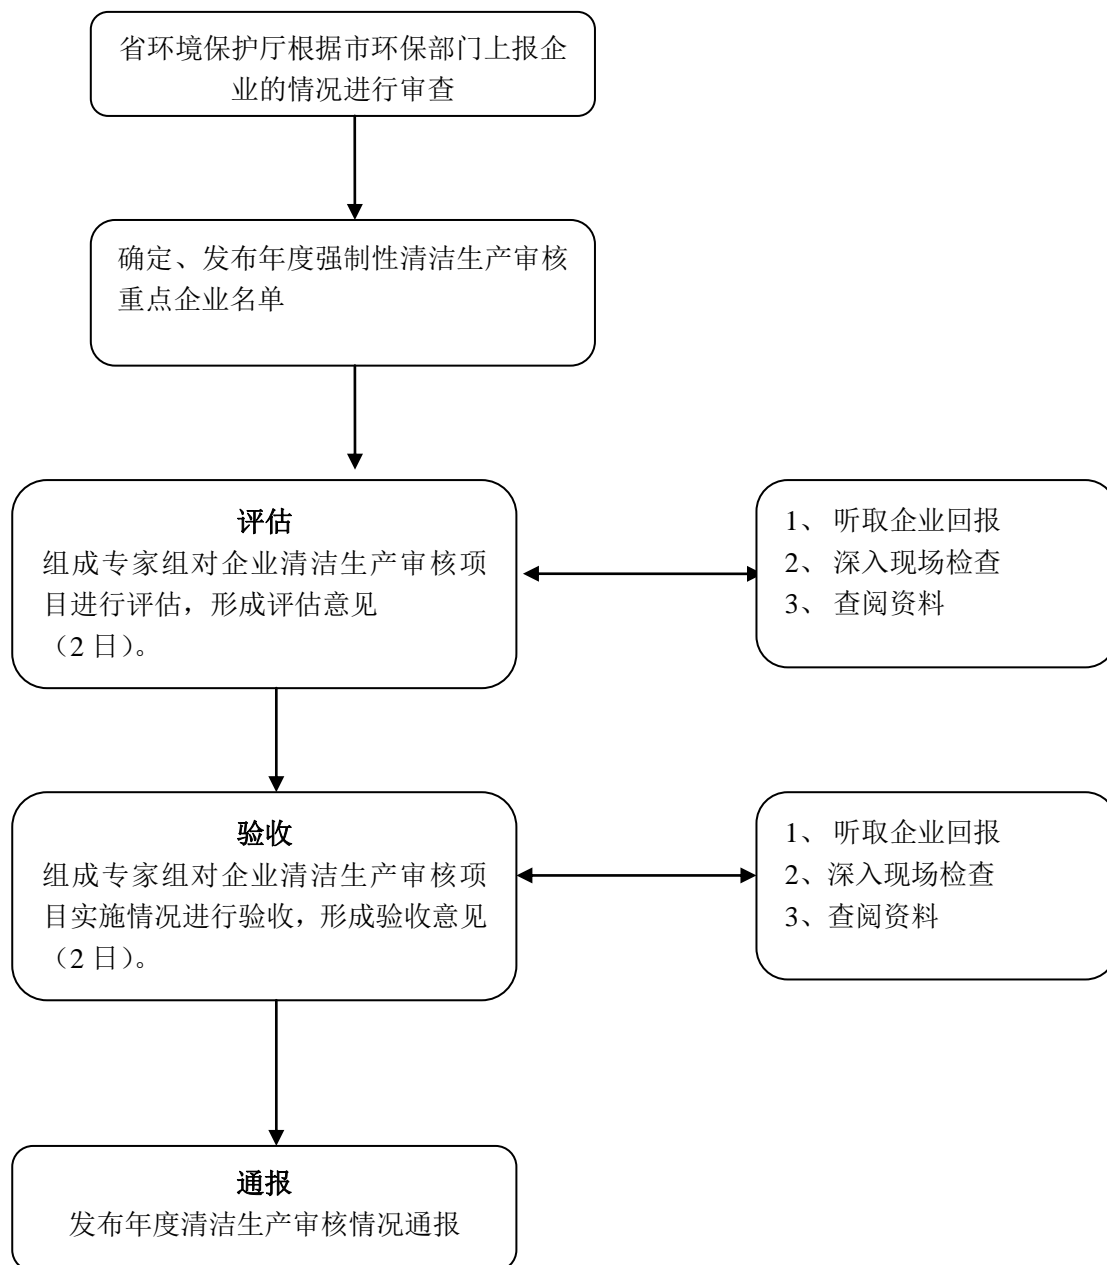 省环境保护厅根据市环保部门上报企
业的情况进行审查
确定、发布年度强制性清洁生产审核
重点企业名单
评估
组成专家组对企业清洁生产审核项
目进行评估，形成评估意见
（2 日）。
1、 听取企业回报
2、 深入现场检查
3、 查阅资料
验收
组成专家组对企业清洁生产审核项
目实施情况进行验收，形成验收意见
（2 日）。
1、 听取企业回报
2、深入现场检查
3、查阅资料
通报
发布年度清洁生产审核情况通报